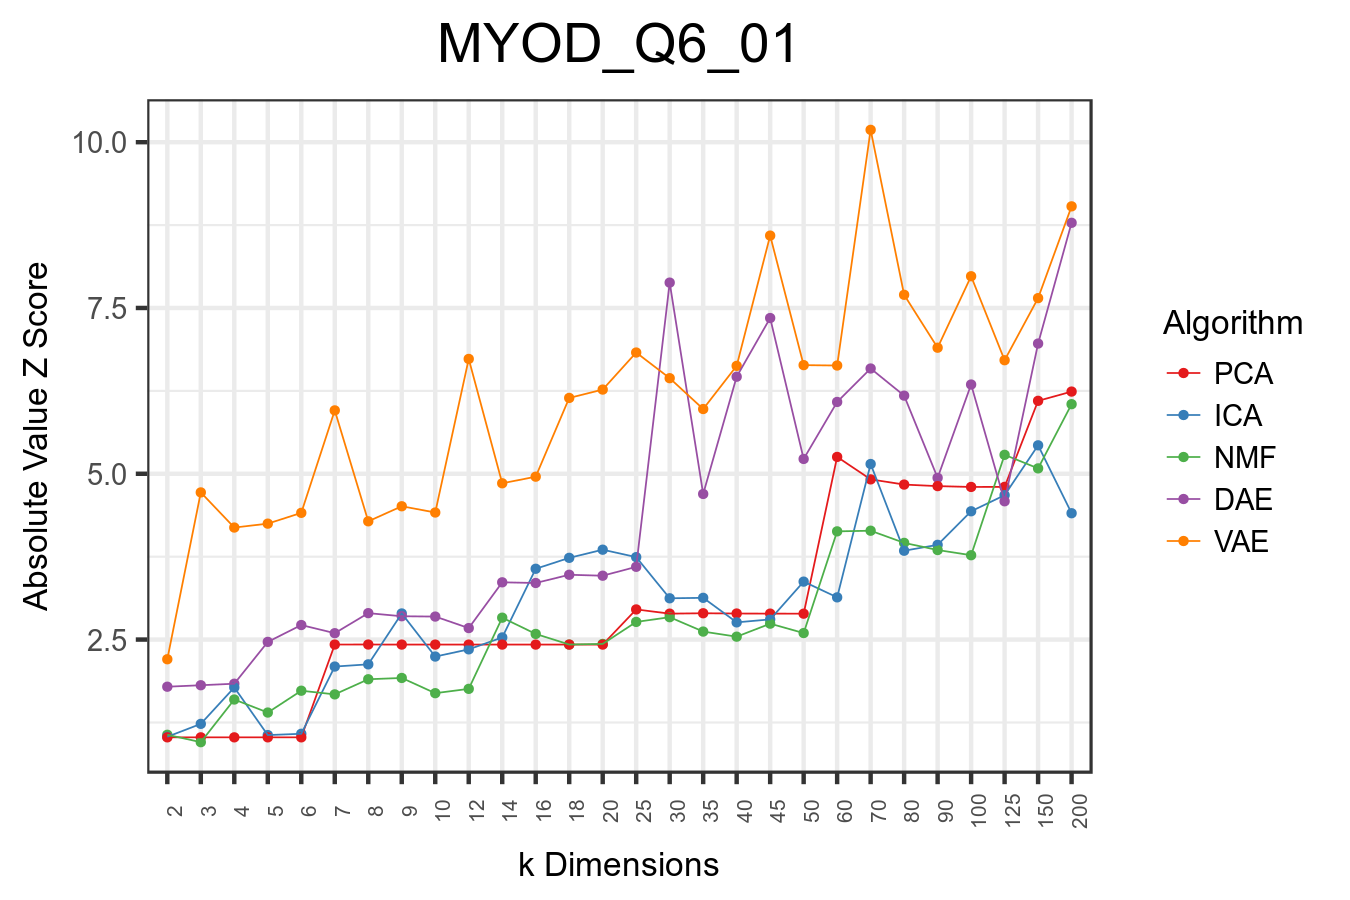 MYOD_Q6_01
Absolute Value Z Score
10.0
7.5
5.0
2.5
2 3 4 5 6 7 8 9 10 12 14 16 18 20 25 30 35 40 45 50 60 70 80 90 100 125 150 200
k Dimensions
Algorithm
PCA
ICA
NMF
DAE
VAE